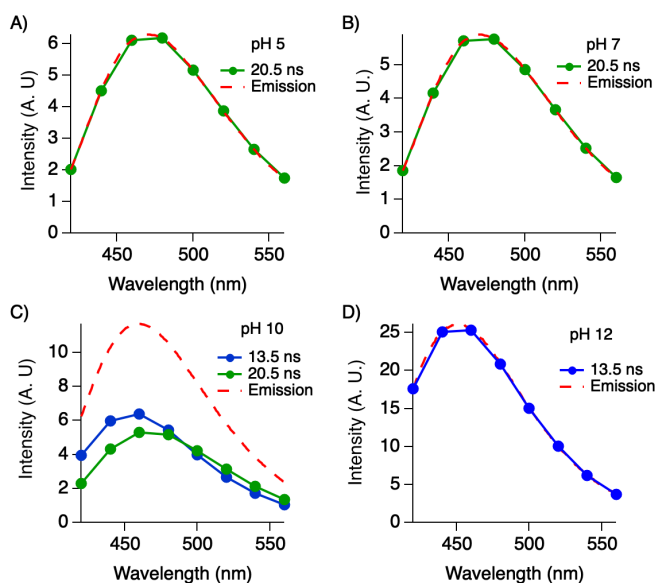 A)
pH 5
20.5 ns
Emission
Intensity (A. U)
6
5
4
3
2
1
0
450
500
550
Wavelength (nm)
B)
pH 7
20.5 ns
Emission
Intensity (A. U.)
5
4
3
2
1
0
450
500
550
Wavelength (nm)
C)
pH 10
13.5 ns
20.5 ns
Emission
Intensity (A. U)
10
8
6
4
2
0
450
500
550
Wavelength (nm)
D)
pH 12
13.5 ns
Emission
Intensity (A. U.)
25
20
15
10
5
0
450
500
550
Wavelength (nm)